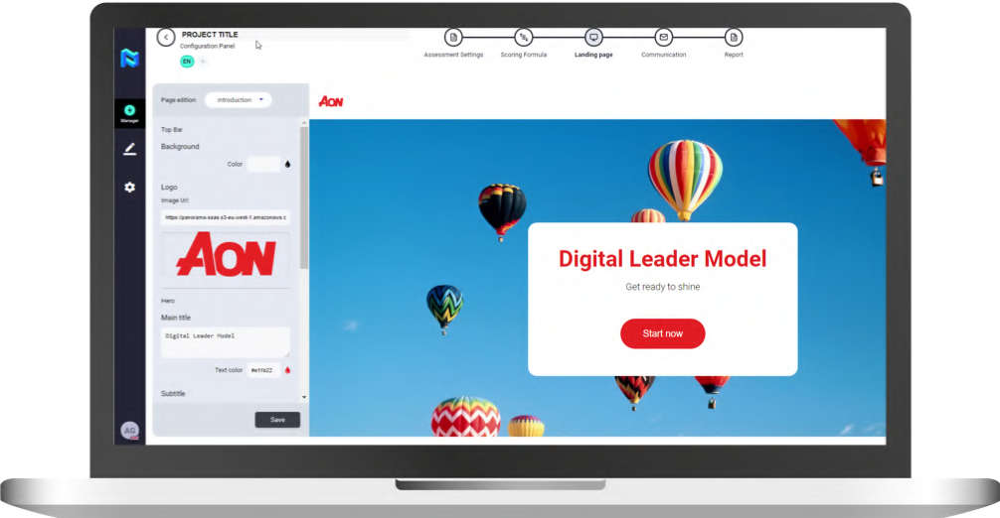 PROJECT TITLE
Configuration Panel
EN +
Assessment Settings
Scoring Formula
Landing page
Communication
Report
Manager
AG
Page edition
Introduction
Top Bar
Background
Color
Logo
Image Url:
https://panorama-saas.s3-eu-west-1.amazonaws.c
AON
Hero
Main title
Digital Leader Model
Text color #e11b22
Subtitle
Save
AON
Digital Leader Model
Get ready to shine
Start now